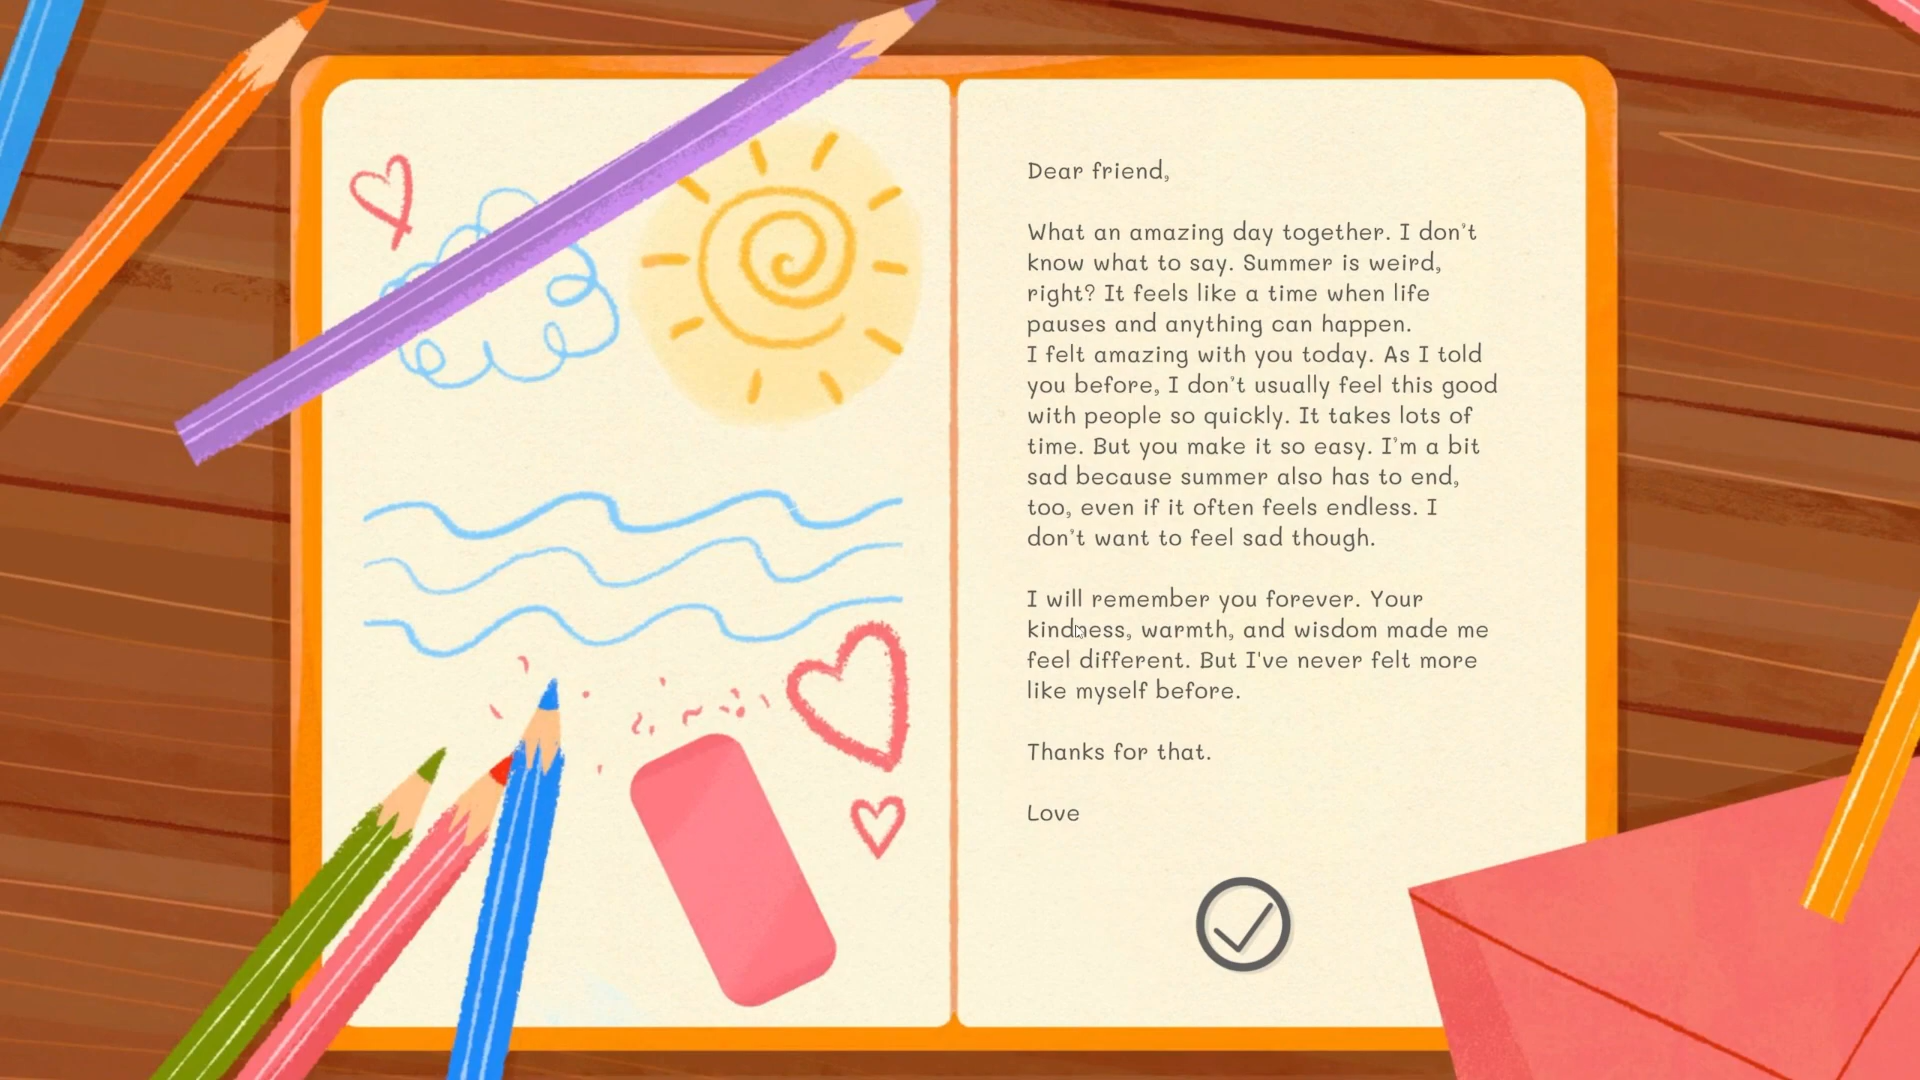 Dear friend,
What an amazing day together. I don't
know what to say. Summer is weird,
right? It feels like a time when life
pauses and anything can happen.
I felt amazing with you today. As I told
you before, I don't usually feel this good
with people so quickly. It takes lots of
time. But you make it so easy. I'm a bit
sad because summer also has to end,
too, even if it often feels endless. I
don't want to feel sad though.
I will remember you forever. Your
kindness, warmth, and wisdom made me
feel different. But I've never felt more
like myself before.
Thanks for that.
Love